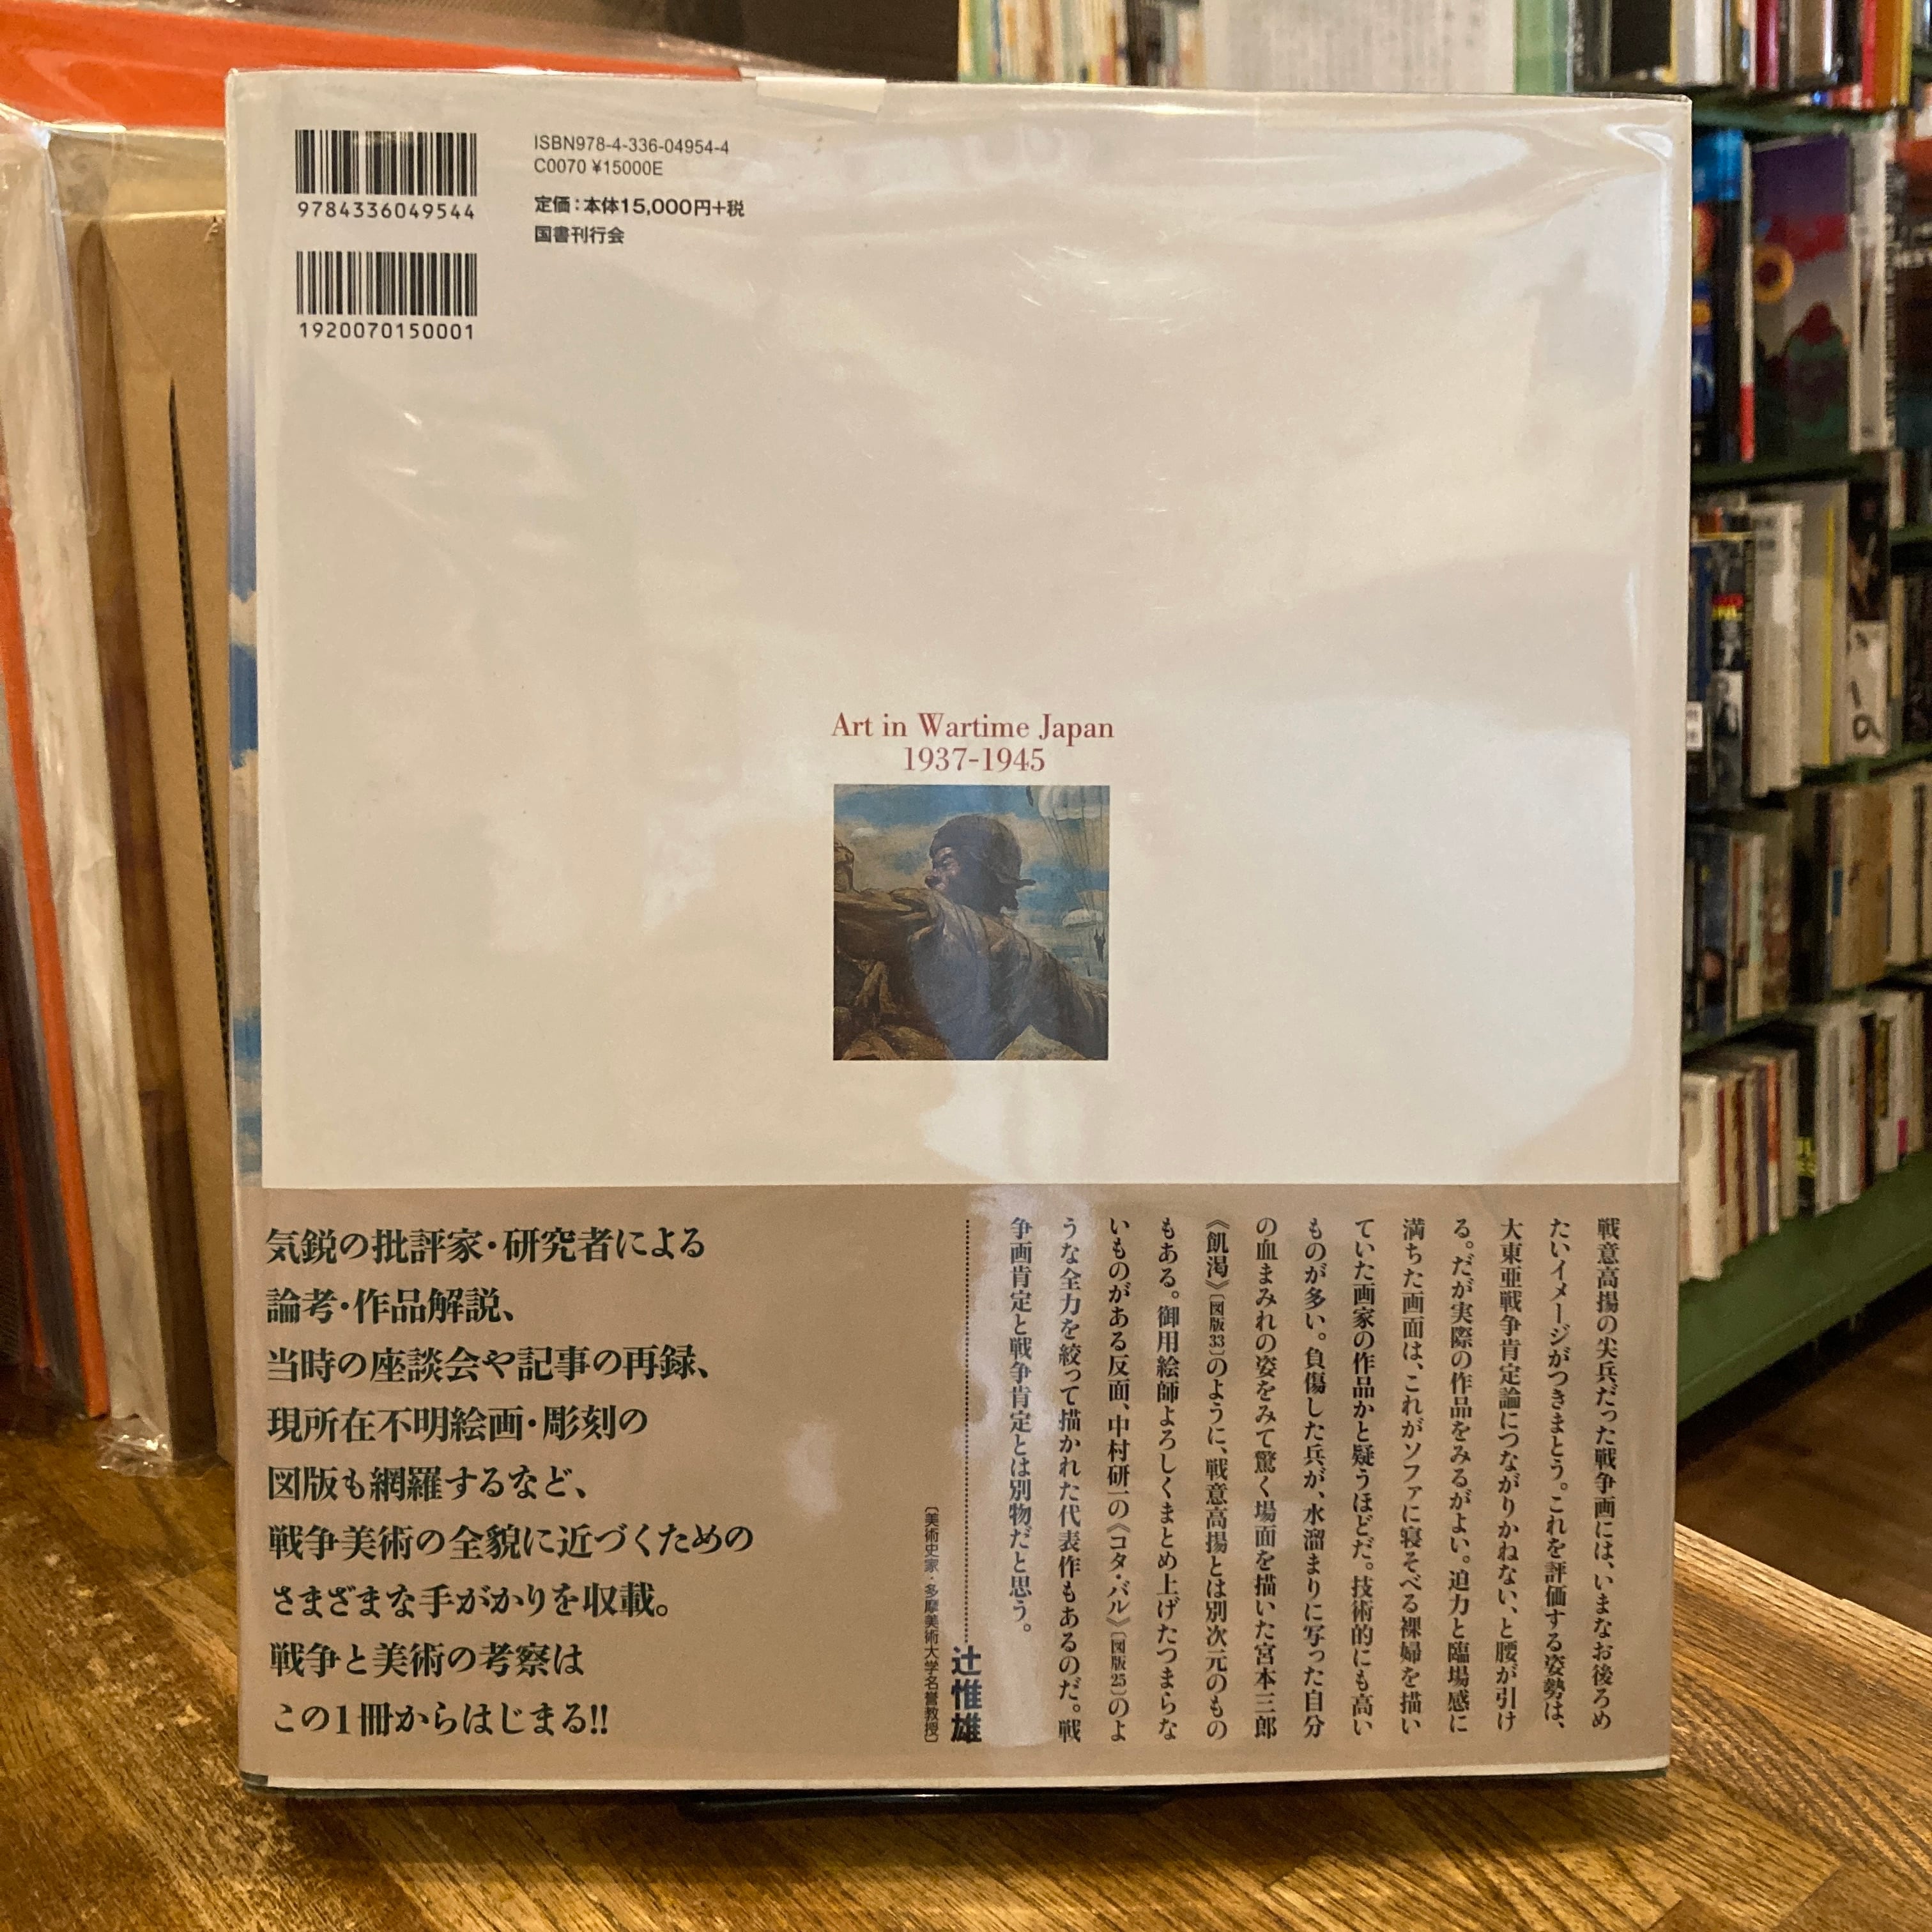 ISBN978-4-336-04954-4
C0070 ¥15000E
定価：本体15,000円+税
国書刊行会
9784336049544
1920070150001
Art in Wartime Japan
1937-1945
戦意高揚の尖兵だった戦争画には、いまなお後ろめ
たいイメージがつきまとう。これを評価する姿勢は、
大東亜戦争肯定論につながりかねない、と腰が引け
る。だが実際の作品をみるがよい。迫力と臨場感に
満ちた画面は、これがソファに寝そべる裸婦を描い
ていた画家の作品かと疑うほどだ。技術的にも高い
ものが多い。負傷した兵が、水溜まりに写った自分
の血まみれの姿をみて驚く場面を描いた宮本三郎
《飢渇》［図版33］のように、戦意高揚とは別次元のもの
もある。御用絵師よろしくまとめ上げたつまらな
いものがある反面、中村研一の《コタ・バル》［図版25］のよ
うな全力を絞って描かれた代表作もあるのだ。戦
争画肯定と戦争肯定とは別物だと思う。
辻惟雄
［美術史家・多摩美術大学名誉教授］
気鋭の批評家・研究者による
論考・作品解説、
当時の座談会や記事の再録、
現所在不明絵画・彫刻の
図版も網羅するなど、
戦争美術の全貌に近づくための
さまざまな手がかりを収載。
戦争と美術の考察は
この1冊からはじまる!!